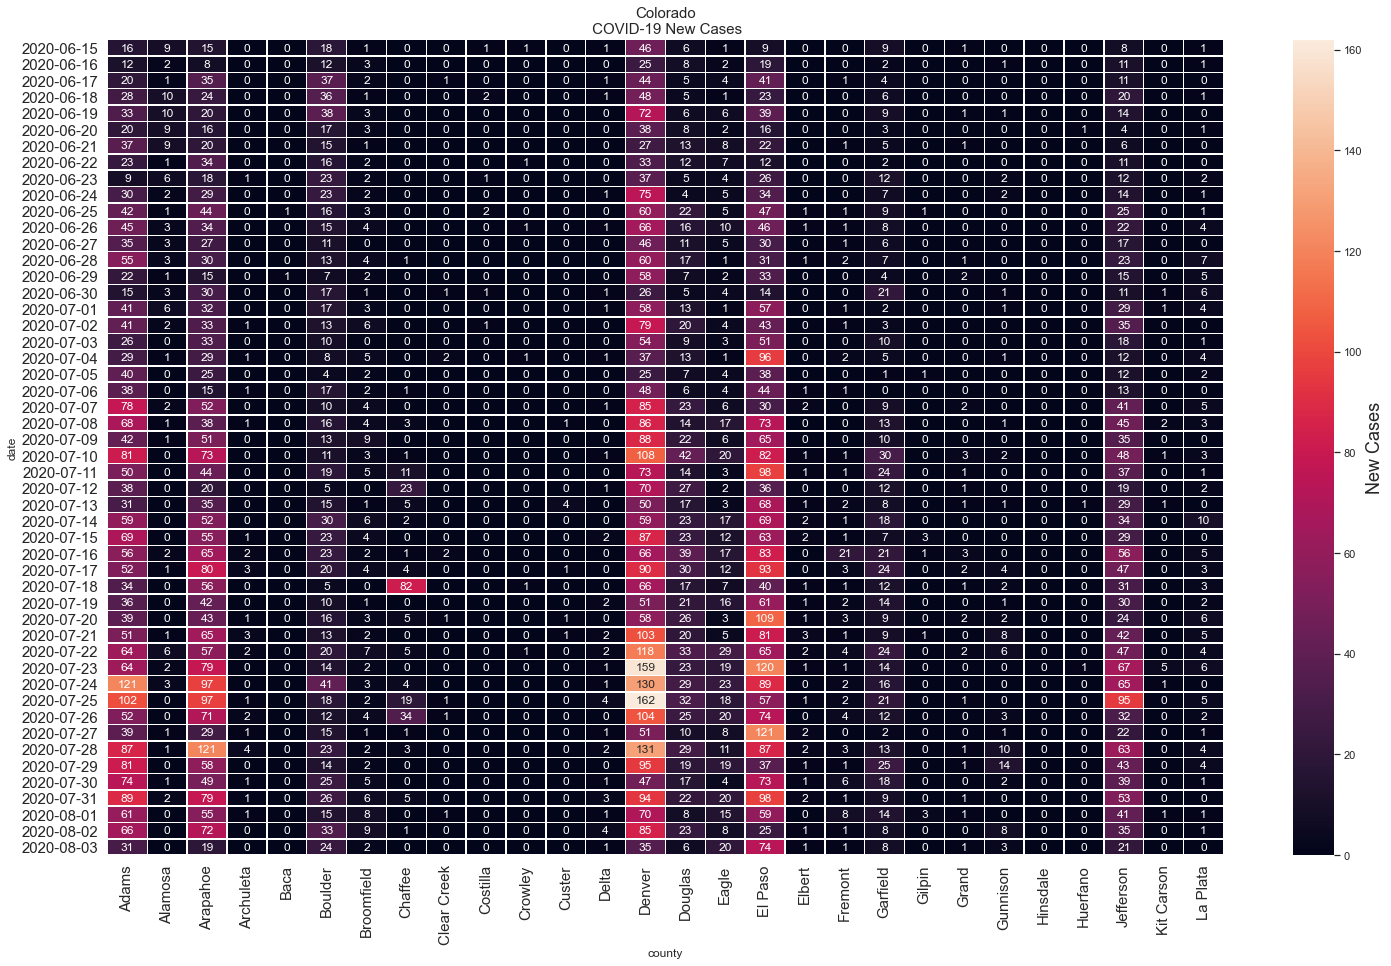 Colorado
COVID-19 New Cases
2020-06-15 16 9 15 0 0 18 1 0 0 1 1 0 1 46 6 1 9 0 0 9 0 1 0 0 0 8 0 1
2020-06-16 12 2 8 0 0 12 3 0 0 0 0 0 0 25 8 2 19 0 0 2 0 0 1 0 0 11 0 1
2020-06-17 20 1 35 0 0 37 2 0 1 0 0 0 1 44 5 4 41 0 1 4 0 0 0 0 0 11 0 0
2020-06-18 28 10 24 0 0 36 1 0 0 2 0 0 1 48 5 1 23 0 0 6 0 0 0 0 0 20 0 1
2020-06-19 33 10 20 0 0 38 3 0 0 0 0 0 0 72 6 6 39 0 0 9 0 1 1 0 0 14 0 0
2020-06-20 20 9 16 0 0 17 3 0 0 0 0 0 0 38 8 2 16 0 0 3 0 0 0 0 1 4 0 1
2020-06-21 37 9 20 0 0 15 1 0 0 0 0 0 0 27 13 8 22 0 1 5 0 1 0 0 0 6 0 0
2020-06-22 23 1 34 0 0 16 2 0 0 0 1 0 0 33 12 7 12 0 0 2 0 0 0 0 0 11 0 0
2020-06-23 9 6 18 1 0 23 2 0 0 1 0 0 0 37 5 4 26 0 0 12 0 0 2 0 0 12 0 2
2020-06-24 30 2 29 0 0 23 2 0 0 0 0 0 1 75 4 5 34 0 0 7 0 0 2 0 0 14 0 1
2020-06-25 42 1 44 0 1 16 3 0 0 2 0 0 0 60 22 5 47 1 1 9 1 0 0 0 0 25 0 1
2020-06-26 45 3 34 0 0 15 4 0 0 0 1 0 1 66 16 10 46 1 1 8 0 0 0 0 0 22 0 4
2020-06-27 35 3 27 0 0 11 0 0 0 0 0 0 0 46 11 5 30 0 1 6 0 0 0 0 0 17 0 0
2020-06-28 55 3 30 0 0 13 4 1 0 0 0 0 0 60 17 1 31 1 2 7 0 1 0 0 0 23 0 7
2020-06-29 22 1 15 0 1 7 2 0 0 0 0 0 0 58 7 2 33 0 0 4 0 2 0 0 0 15 0 5
2020-06-30 15 3 30 0 0 17 1 0 1 1 0 0 1 26 5 4 14 0 0 21 0 0 1 0 0 11 1 6
2020-07-01 41 6 32 0 0 17 3 0 0 0 0 0 1 58 13 1 57 0 1 2 0 0 1 0 0 29 1 4
2020-07-02 41 2 33 1 0 13 6 0 0 1 0 0 0 79 20 4 43 0 1 3 0 0 0 0 0 35 0 0
2020-07-03 26 0 33 0 0 10 0 0 0 0 0 0 0 54 9 3 51 0 0 10 0 0 0 0 0 18 0 1
2020-07-04 29 1 29 1 0 8 5 0 2 0 1 0 1 37 13 1 96 0 2 5 0 0 1 0 0 12 0 4
2020-07-05 40 0 25 0 0 4 2 0 0 0 0 0 0 25 7 4 38 0 0 1 1 0 0 0 0 12 0 2
2020-07-06 38 0 15 1 0 17 2 1 0 0 0 0 0 48 6 4 44 1 1 0 0 0 0 0 0 13 0 0
2020-07-07 78 2 52 0 0 10 4 0 0 0 0 0 1 85 23 6 30 2 0 9 0 2 0 0 0 41 0 5
2020-07-08 68 1 38 1 0 16 4 3 0 0 0 1 0 86 14 17 73 0 0 13 0 0 1 0 0 45 2 3
2020-07-09 42 1 51 0 0 13 9 0 0 0 0 0 0 88 22 6 65 0 0 10 0 0 0 0 0 35 0 0
2020-07-10 81 0 73 0 0 11 3 1 0 0 0 0 1 108 42 20 82 1 1 30 0 3 2 0 0 48 1 3
2020-07-11 50 0 44 0 0 19 5 11 0 0 0 0 0 73 14 3 98 1 1 24 0 1 0 0 0 37 0 1
2020-07-12 38 0 20 0 0 5 0 23 0 0 0 0 1 70 27 2 36 0 0 12 0 1 0 0 0 19 0 2
2020-07-13 31 0 35 0 0 15 1 5 0 0 0 4 0 50 17 3 68 1 2 8 0 1 1 0 1 29 1 0
2020-07-14 59 0 52 0 0 30 6 2 0 0 0 0 0 59 23 17 69 2 1 18 0 0 0 0 0 34 0 10
2020-07-15 69 0 55 1 0 23 4 0 0 0 0 0 2 87 23 12 63 2 1 7 3 0 0 0 0 29 0 0
2020-07-16 56 2 65 2 0 23 2 1 2 0 0 0 0 66 39 17 83 0 21 21 1 3 0 0 0 56 0 5
2020-07-17 52 1 80 3 0 20 4 4 0 0 0 1 0 90 30 12 93 0 3 24 0 2 4 0 0 47 0 3
2020-07-18 34 0 56 0 0 5 0 82 0 0 1 0 0 66 17 7 40 1 1 12 0 1 2 0 0 31 0 3
2020-07-19 36 0 42 0 0 10 1 0 0 0 0 0 2 51 21 16 61 1 2 14 0 0 1 0 0 30 0 2
2020-07-20 39 0 43 1 0 16 3 5 1 0 0 1 0 58 26 3 109 1 3 9 0 2 2 0 0 24 0 6
2020-07-21 51 1 65 3 0 13 2 0 0 0 0 1 2 103 20 5 81 3 1 9 1 0 8 0 0 42 0 5
2020-07-22 64 6 57 2 0 20 7 5 0 0 1 0 2 118 33 29 65 2 4 24 0 2 6 0 0 47 0 4
2020-07-23 64 2 79 0 0 14 2 0 0 0 0 0 1 159 23 19 120 1 1 14 0 0 0 0 1 67 5 6
2020-07-24 121 3 97 0 0 41 3 4 0 0 0 0 1 130 29 23 89 0 2 16 0 0 0 0 0 65 1 0
2020-07-25 102 0 97 1 0 18 2 19 1 0 0 0 4 162 32 18 57 1 2 21 0 1 0 0 0 95 0 5
2020-07-26 52 0 71 2 0 12 4 34 1 0 0 0 0 104 25 20 74 0 4 12 0 0 3 0 0 32 0 2
2020-07-27 39 1 29 1 0 15 1 1 0 0 0 0 1 51 10 8 121 2 0 2 0 0 1 0 0 22 0 1
2020-07-28 87 1 121 4 0 23 2 3 0 0 0 0 2 131 29 11 87 2 3 13 0 1 10 0 0 63 0 4
2020-07-29 81 0 58 0 0 14 2 0 0 0 0 0 0 95 19 19 37 1 1 25 0 1 14 0 0 43 0 4
2020-07-30 74 1 49 1 0 25 5 0 0 0 0 0 1 47 17 4 73 1 6 18 0 0 2 0 0 39 0 1
2020-07-31 89 2 79 1 0 26 6 5 0 0 0 0 3 94 22 20 98 2 1 9 0 1 0 0 0 53 0 0
2020-08-01 61 0 55 1 0 15 8 0 1 0 0 0 1 70 8 15 59 0 8 14 3 1 0 0 0 41 1 1
2020-08-02 66 0 72 0 0 33 9 1 0 0 0 0 4 85 23 8 25 1 1 8 0 0 8 0 0 35 0 1
2020-08-03 31 0 19 0 0 24 2 0 0 0 0 0 0 35 6 20 74 1 1 8 0 1 3 0 0 21 0 0
date
Adams Alamosa Arapahoe Archuleta Baca Boulder Broomfield Chaffee Clear Creek Costilla Crowley Custer Delta Denver Douglas Eagle El Paso Elbert Fremont Garfield Gilpin Grand Gunnison Hinsdale Huerfano Jefferson Kit Carson La Plata
county
160
140
120
100
80
60
40
20
0
New Cases